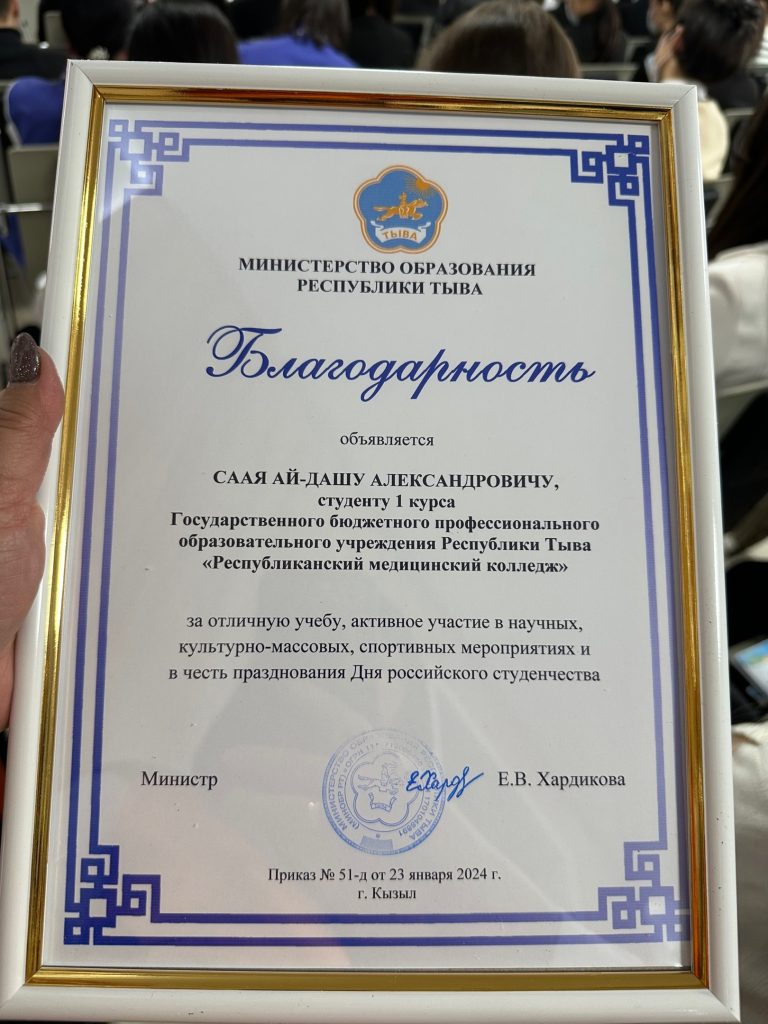 ТЫВА
МИНИСТЕРСТВО ОБРАЗОВАНИЯ
РЕСПУБЛИКИ ТЫВА
Благодарность
объявляется
СААЯ АЙ-ДАШУ АЛЕКСАНДРОВИЧУ,
студенту 1 курса
Государственного бюджетного профессионального
образовательного учреждения Республики Тыва
«Республиканский медицинский колледж»
за отличную учебу, активное участие в научных,
культурно-массовых, спортивных мероприятиях и
в честь празднования Дня российского студенчества
Министр
Е.В. Хардикова
Приказ № 51-д от 23 января 2024 г.
г. Кызыл